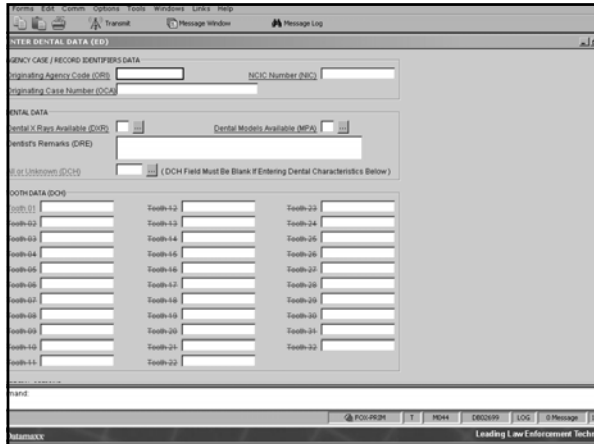 Forms Edit Comm Options Tools Windows Links Help
Transmit Message Window Message Log
NTER DENTAL DATA (ED)
GENCY CASE / RECORD IDENTIFIERS DATA
Originating Agency Code (ORI) NCIC Number (NIC)
Originating Case Number (OCA)
ENTAL DATA
Dental X Rays Available (DXR) ... Dental Models Available (MPA) ...
Dentist's Remarks (DRE)
or Unknown (DCH) ... ( DCH Field Must Be Blank If Entering Dental Characteristics Below )
OOTH DATA (DCH)
Tooth 01 Tooth 12 Tooth 23
Tooth 02 Tooth 13 Tooth 24
Tooth 03 Tooth 14 Tooth 25
Tooth 04 Tooth 15 Tooth 26
Tooth 05 Tooth 16 Tooth 27
Tooth 06 Tooth 17 Tooth 28
Tooth 07 Tooth 18 Tooth 29
Tooth 08 Tooth 19 Tooth 30
Tooth 09 Tooth 20 Tooth 31
Tooth 10 Tooth 21 Tooth 32
Tooth 11 Tooth 22
mand:
FOX-PRIM T M044 DB02699 LOG 0 Message
Datamaxx Leading Law Enforcement Techn